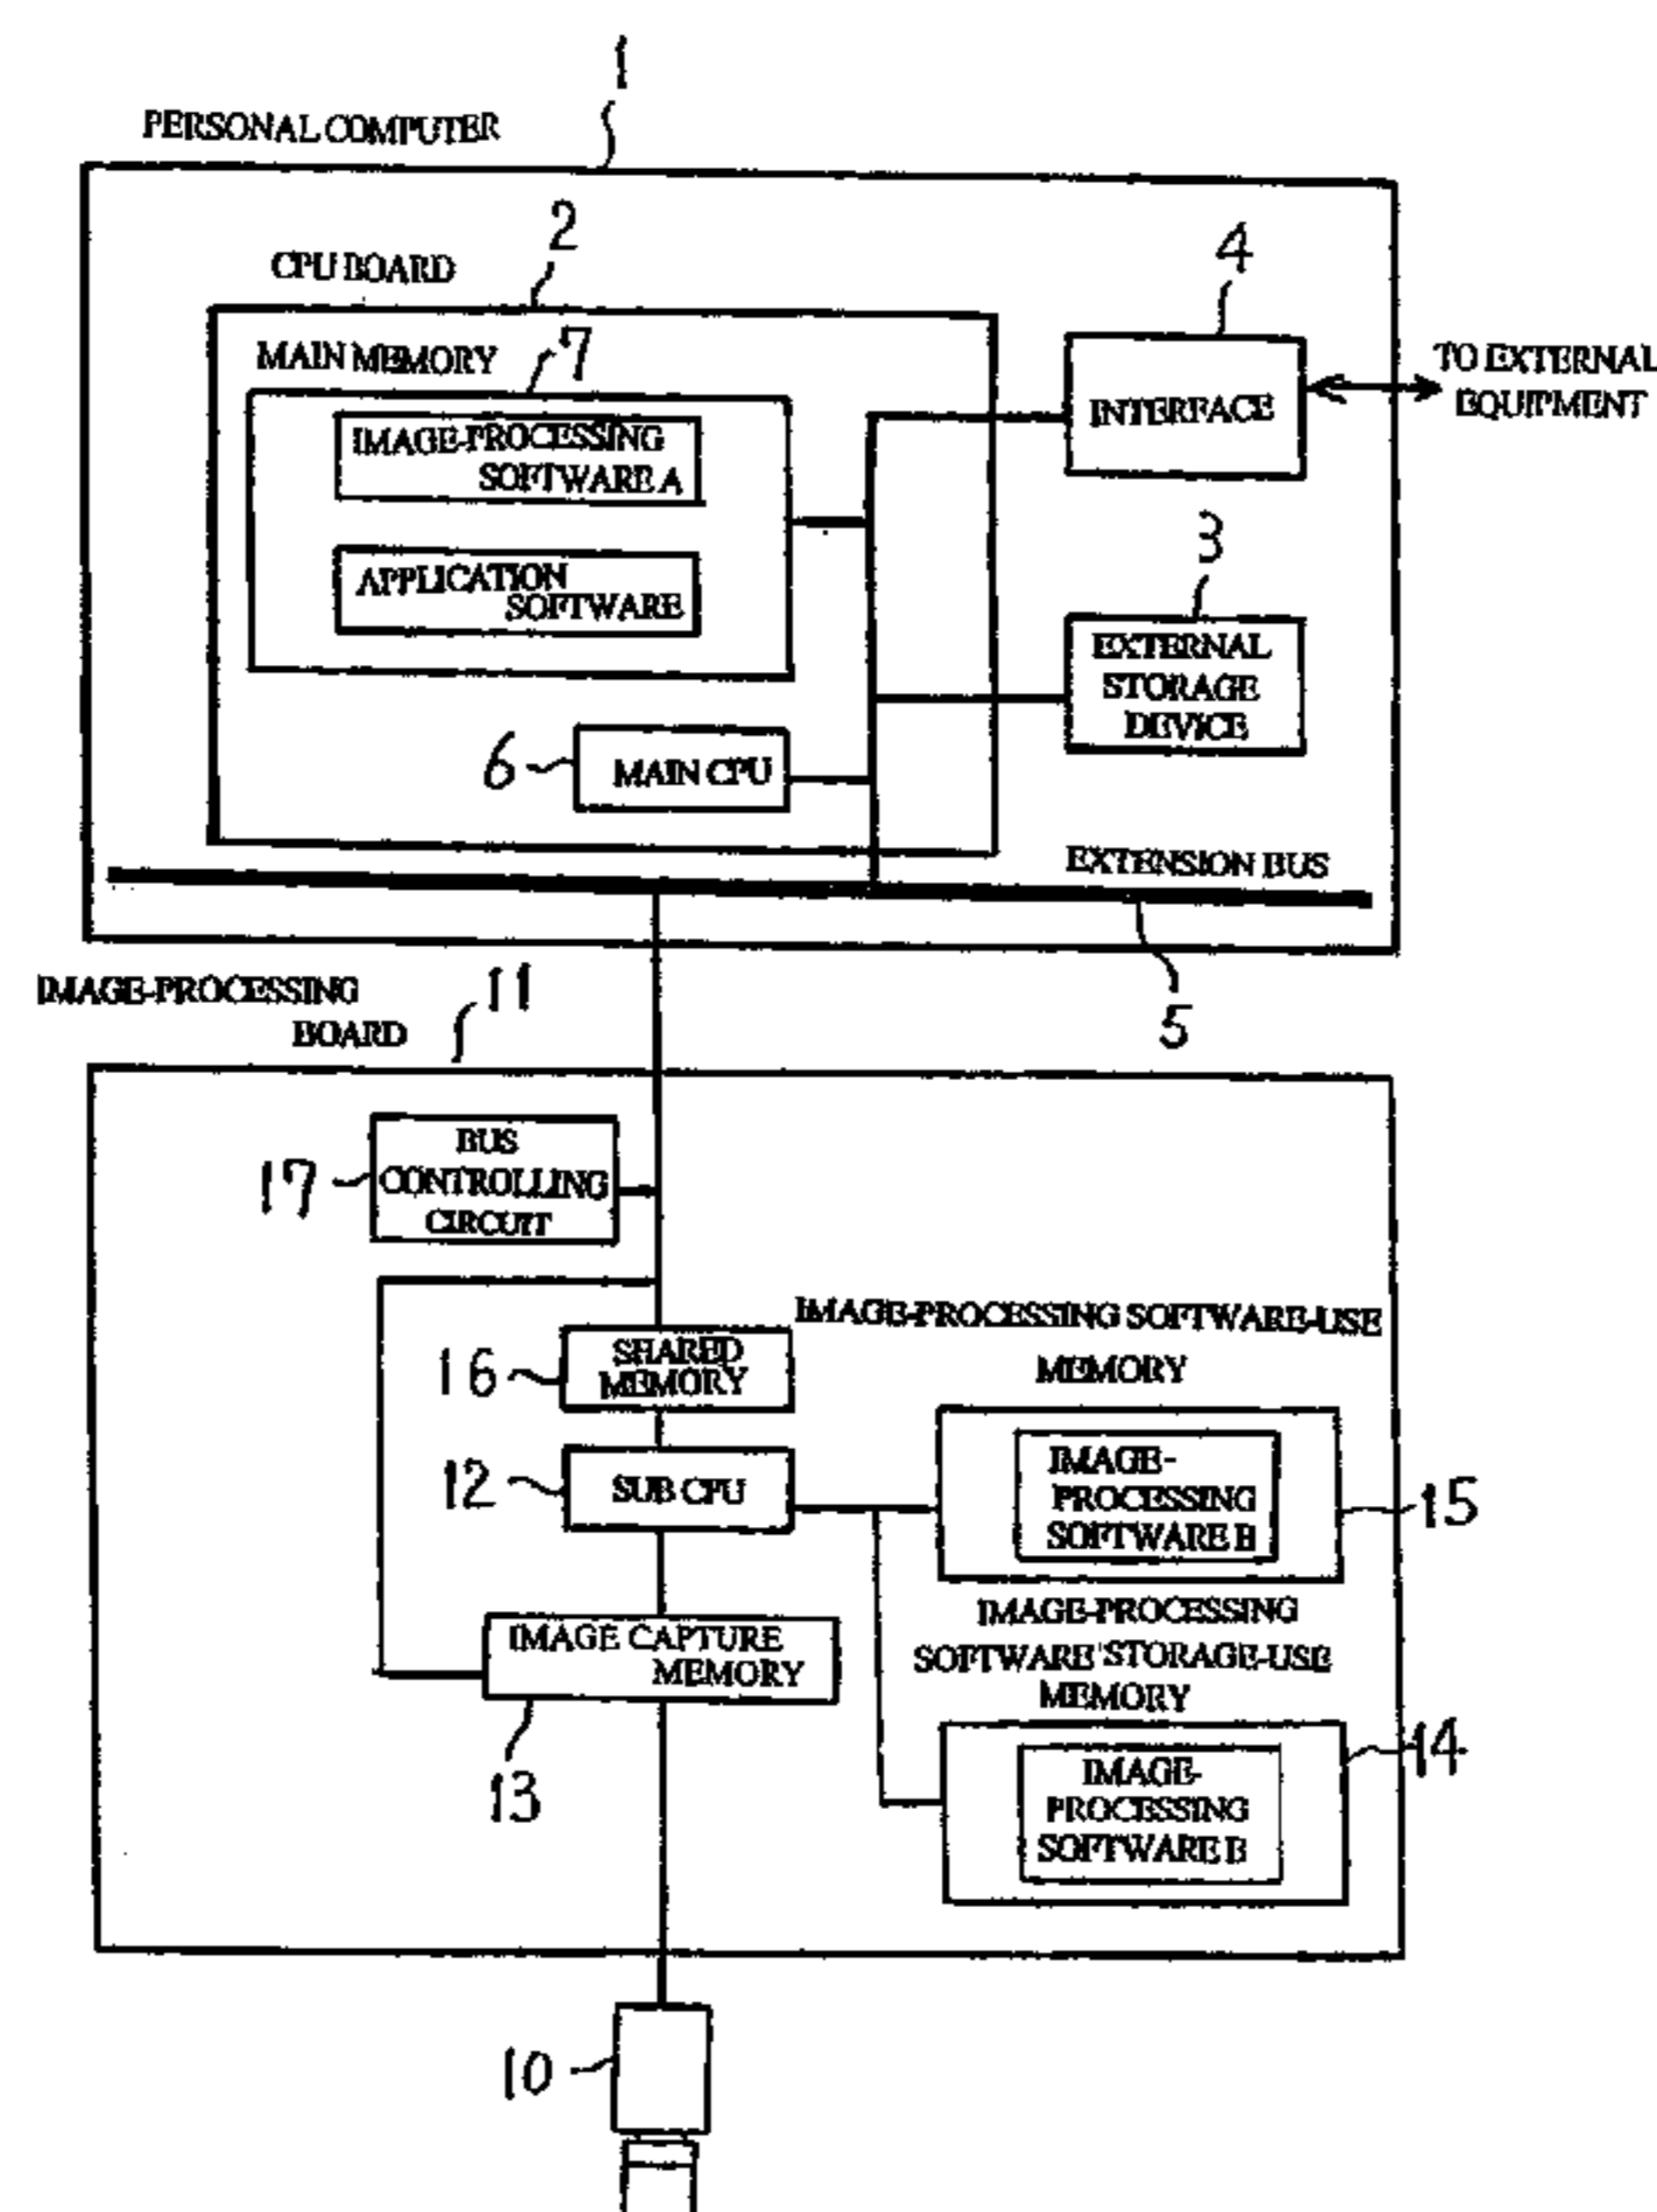 1
PERSONAL COMPUTER
2
CPU BOARD
4
MAIN MEMORY
7
TO EXTERNAL
EQUIPMENT
INTERFACE
IMAGE-PROCESSING
SOFTWARE A
3
APPLICATION
SOFTWARE
EXTERNAL
STORAGE
DEVICE
6
MAIN CPU
EXTENSION BUS
5
IMAGE-PROCESSING
BOARD
11
BUS
CONTROLLING
CIRCUIT
17
IMAGE-PROCESSING SOFTWARE-USE
MEMORY
SHARED
MEMORY
16
12
SUB CPU
IMAGE-
PROCESSING
SOFTWARE B
15
IMAGE-PROCESSING
SOFTWARE STORAGE-USE
MEMORY
IMAGE CAPTURE
MEMORY
13
14
IMAGE-
PROCESSING
SOFTWARE B
10